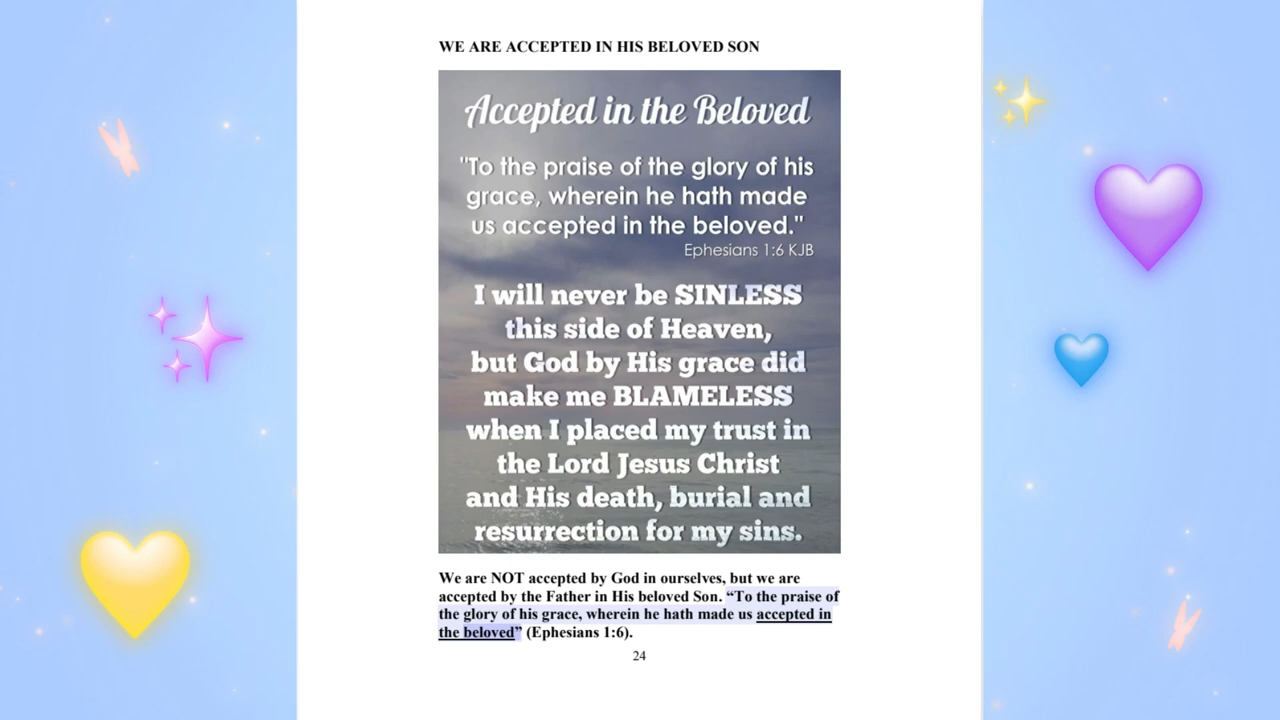 WE ARE ACCEPTED IN HIS BELOVED SON
Accepted in the Beloved
"To the praise of the glory of his
grace, wherein he hath made
us accepted in the beloved."
Ephesians 1:6 KJB
I will never be SINLESS
this side of Heaven,
but God by His grace did
make me BLAMELESS
when I placed my trust in
the Lord Jesus Christ
and His death, burial and
resurrection for my sins.
We are NOT accepted by God in ourselves, but we are
accepted by the Father in His beloved Son. “To the praise of
the glory of his grace, wherein he hath made us accepted in
the beloved” (Ephesians 1:6).
24